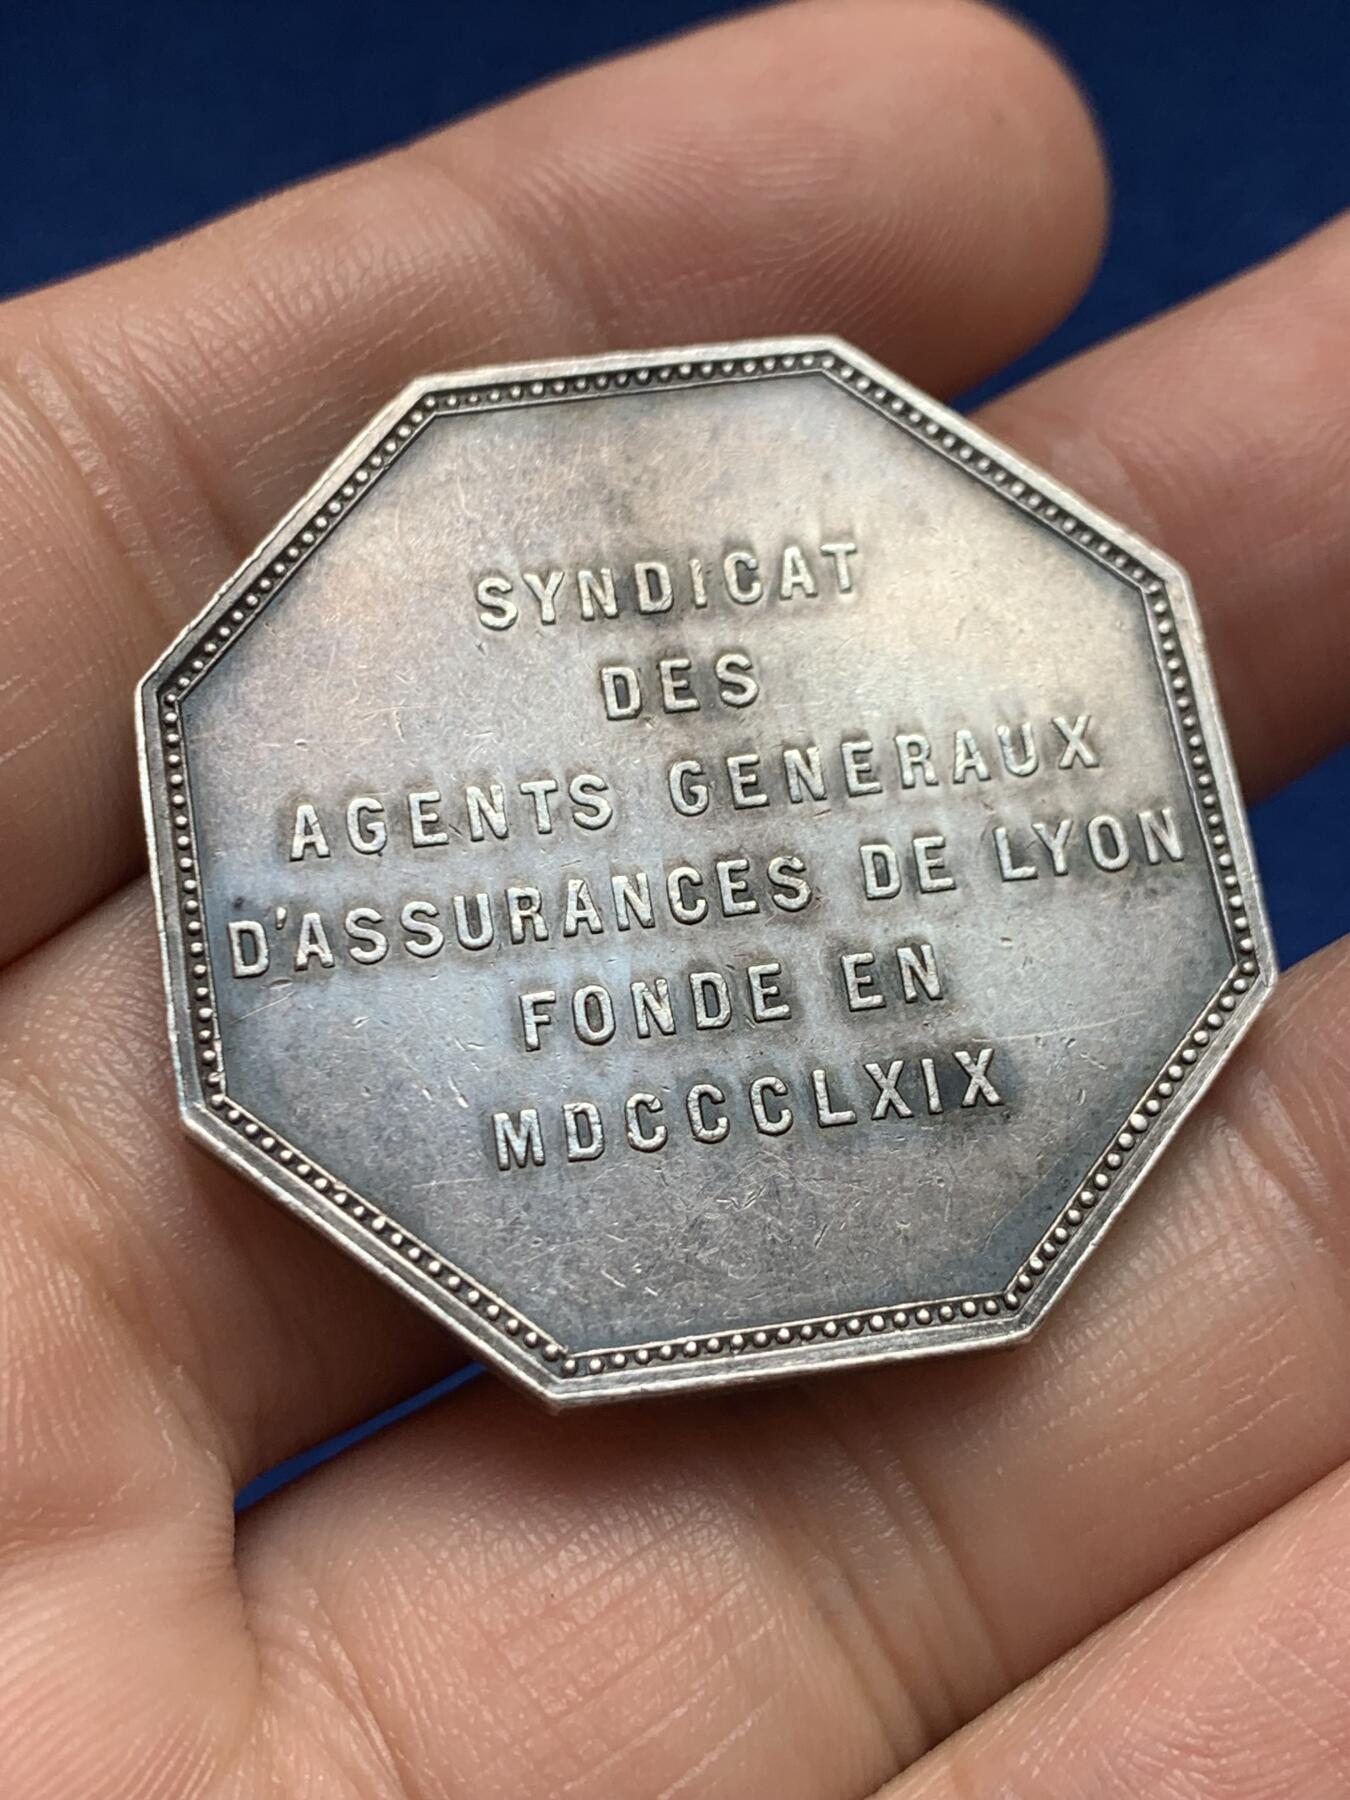 SYNDICAT
DES
AGENTS GENERAUX
D'ASSURANCES DE LYON
FONDE EN
MDCCCLXIX